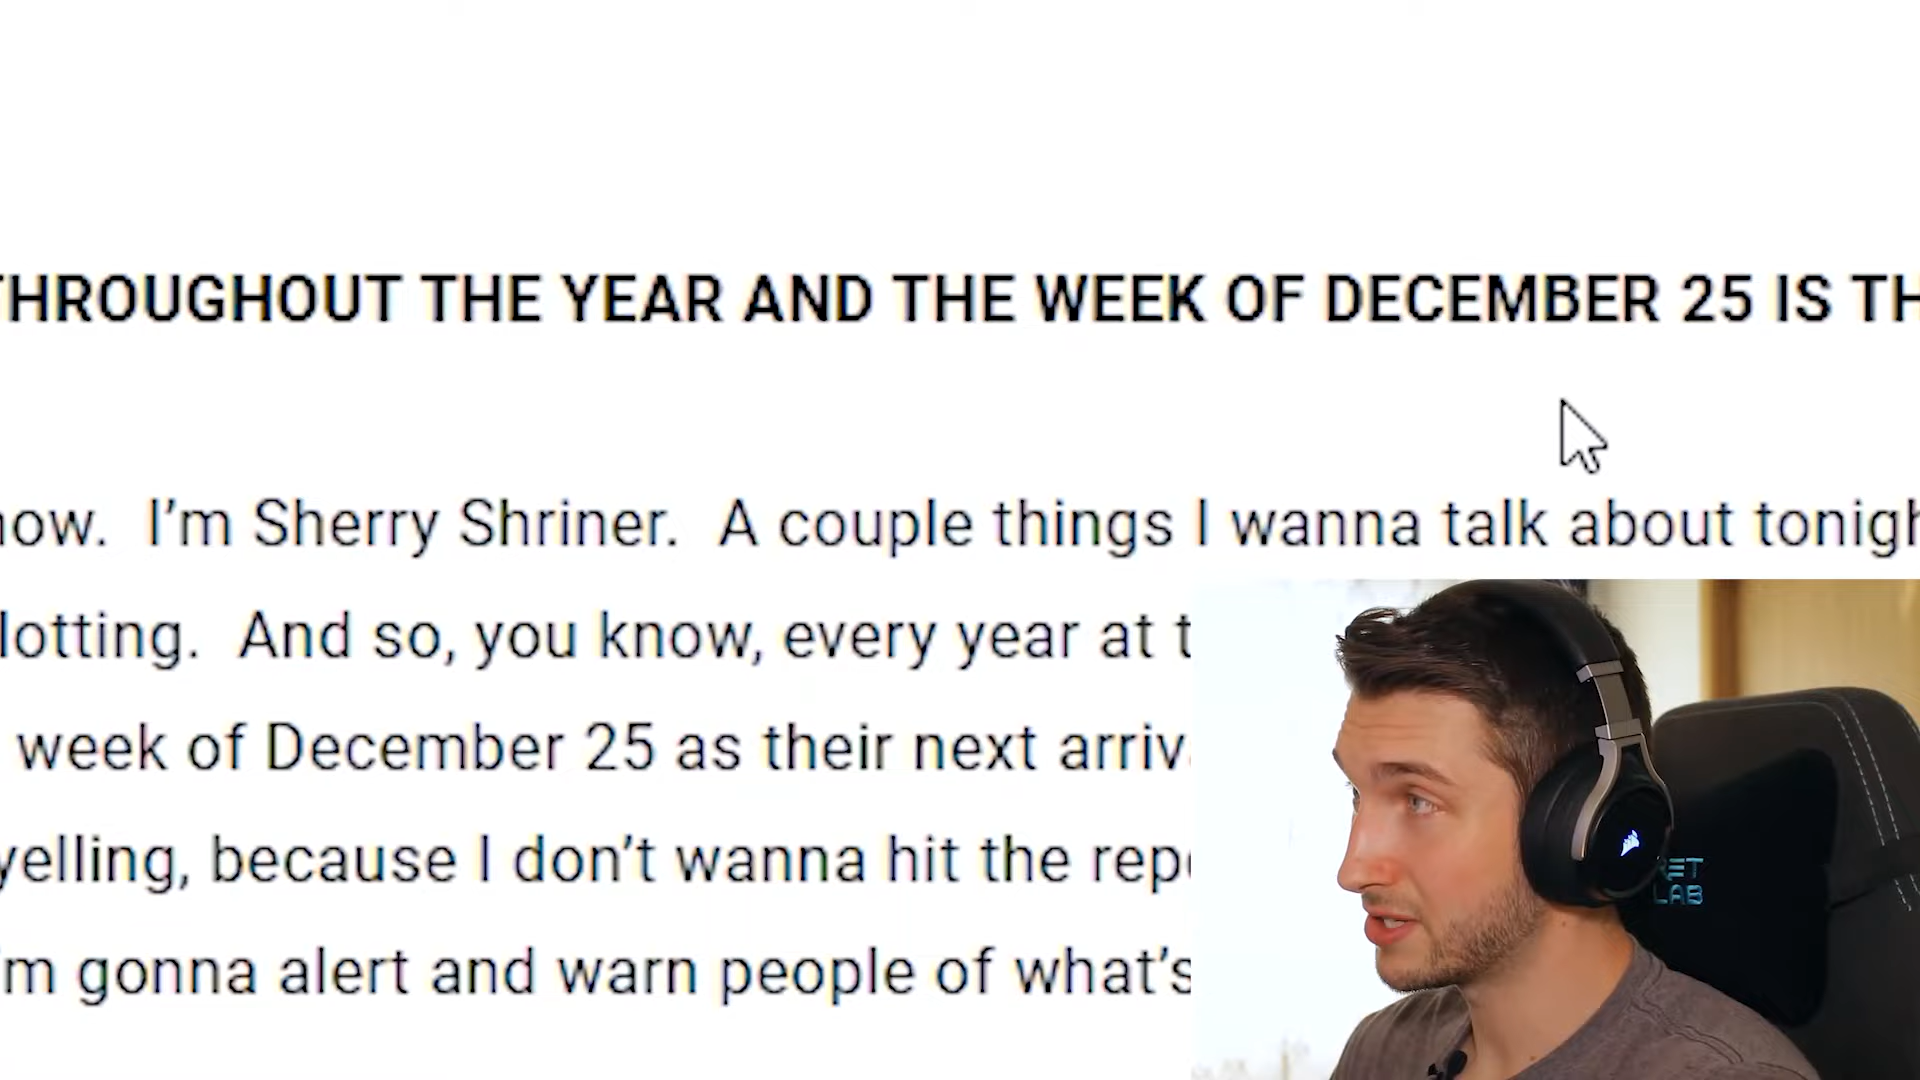 THROUGHOUT THE YEAR AND THE WEEK OF DECEMBER 25 IS TH
now. I’m Sherry Shriner. A couple things I wanna talk about tonigh
lotting. And so, you know, every year at t
week of December 25 as their next arriv
yelling, because I don’t wanna hit the rep
’m gonna alert and warn people of what’s
RET
LAB